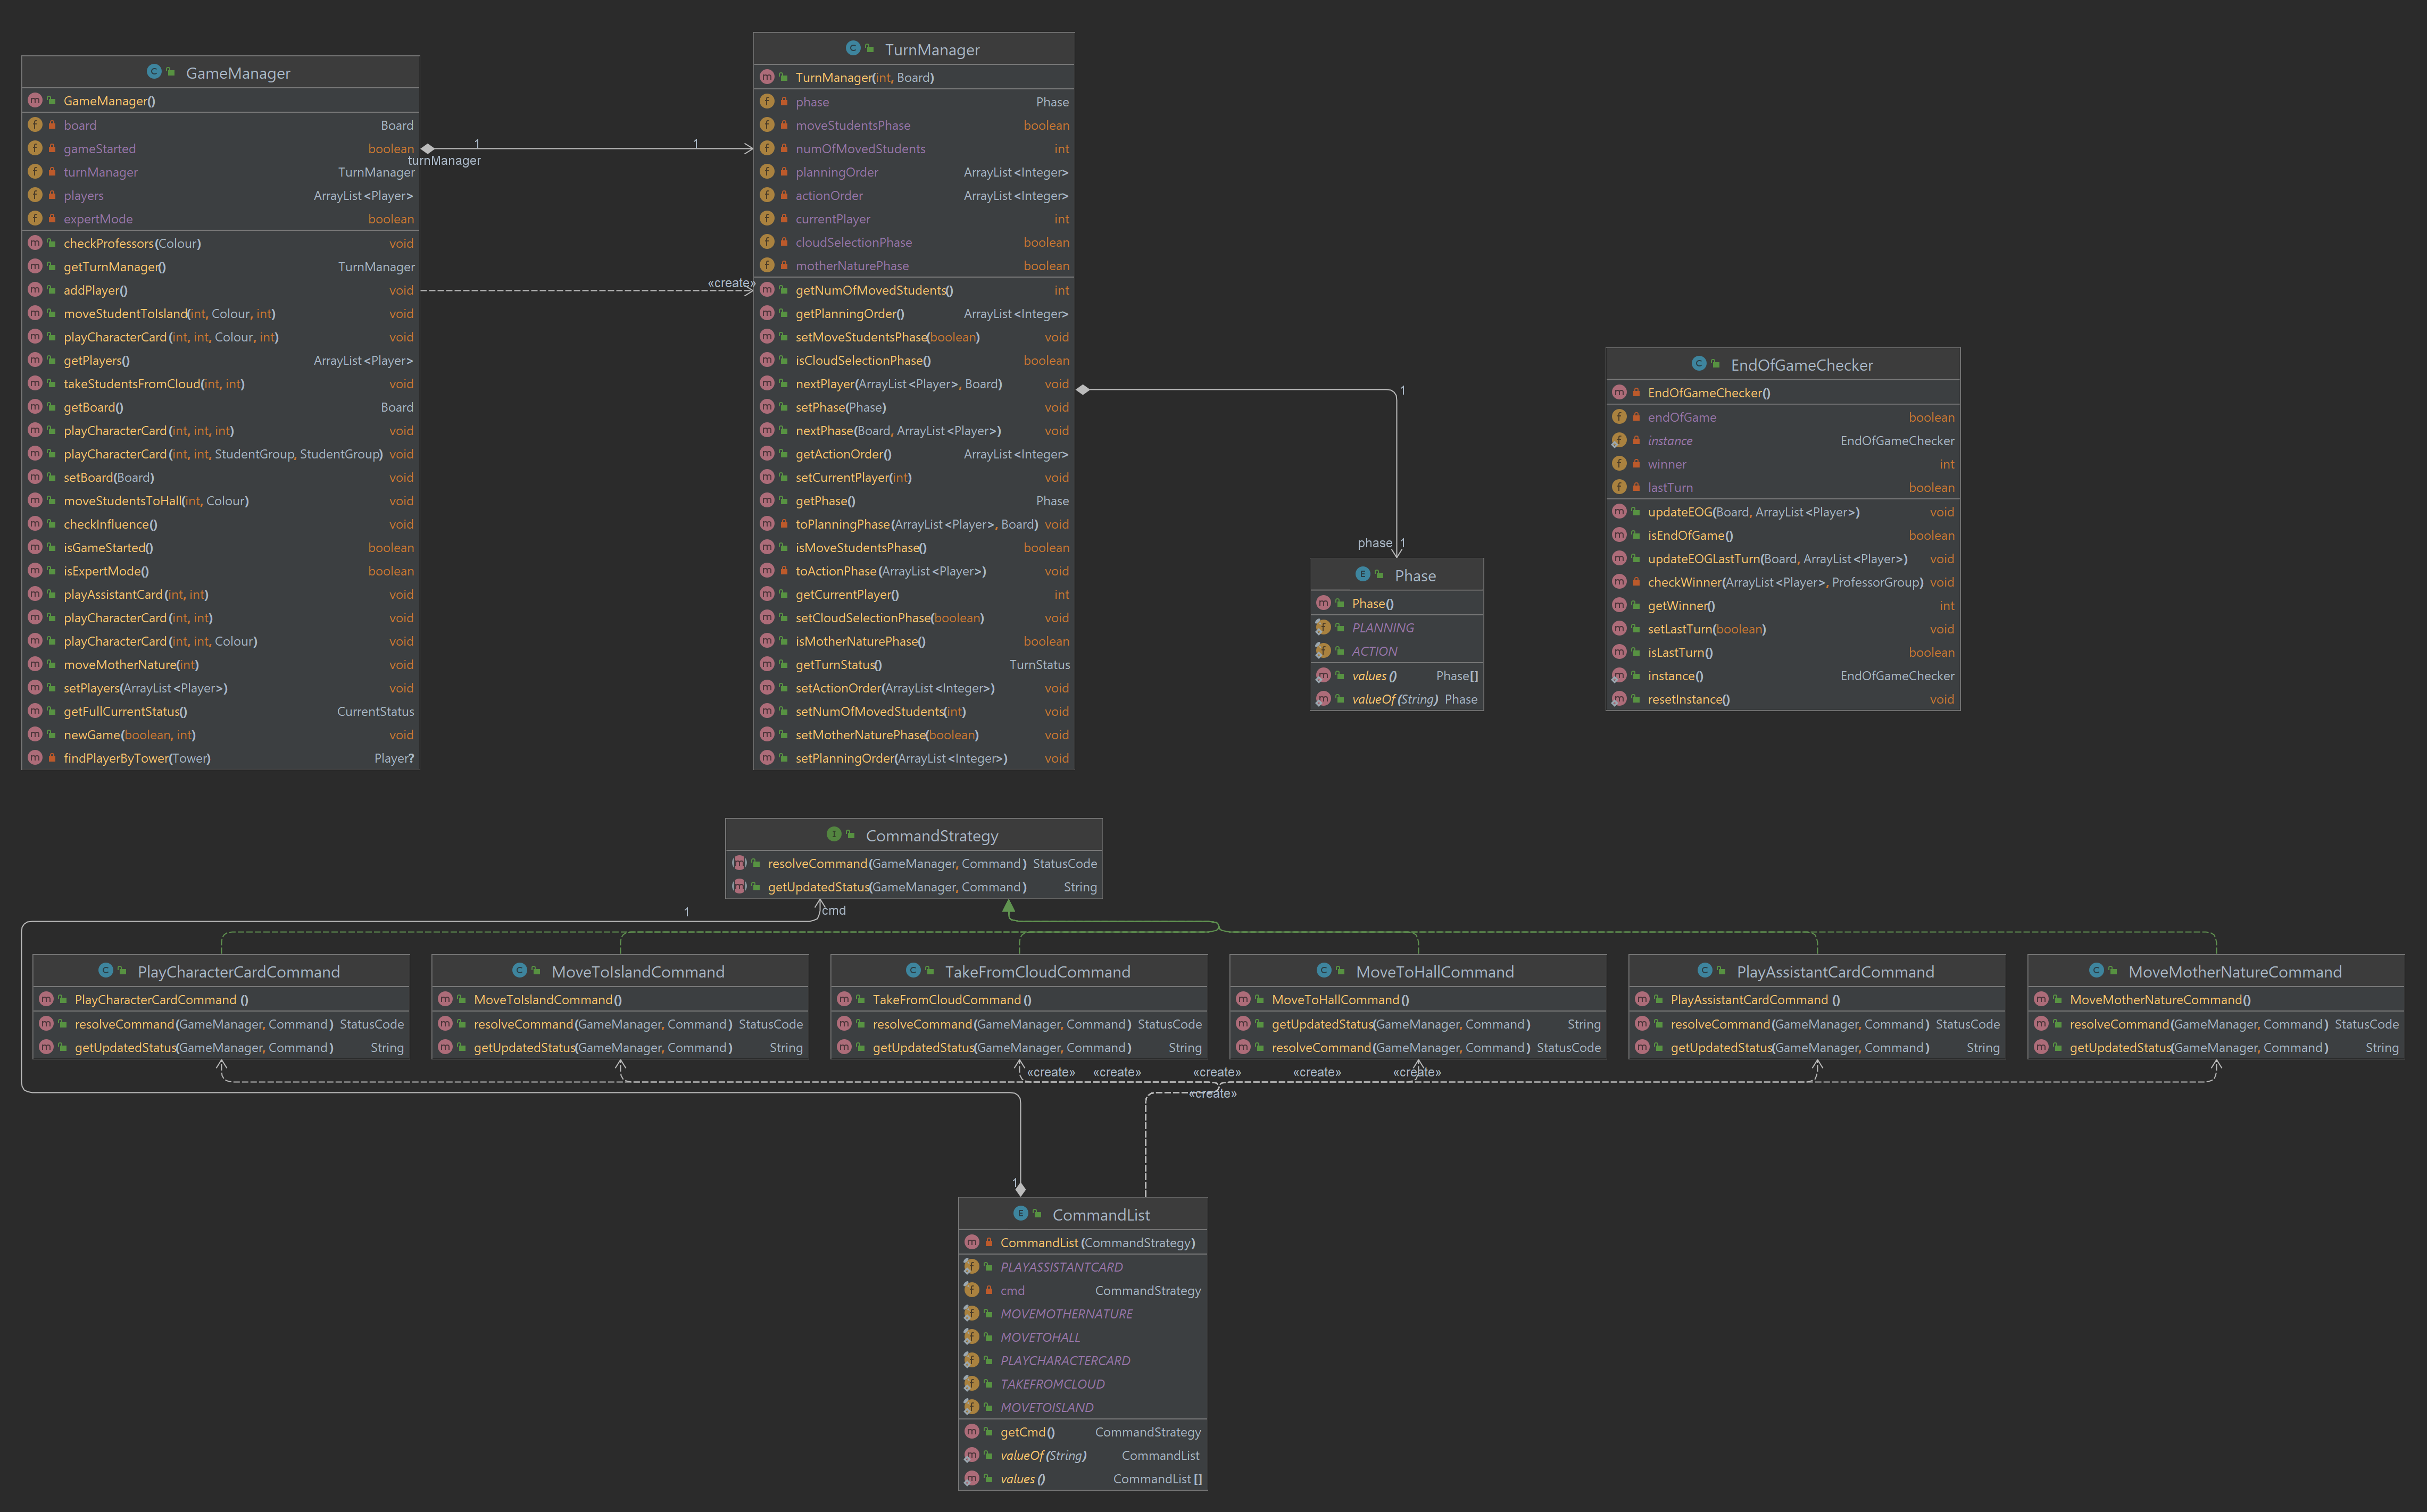 GameManager
GameManager()
board Board
gameStarted boolean
turnManager TurnManager
players ArrayList<Player>
expertMode boolean
checkProfessors(Colour) void
getTurnManager() TurnManager
addPlayer() void
moveStudentToIsland(int, Colour, int) void
playCharacterCard(int, int, Colour, int) void
getPlayers() ArrayList<Player>
takeStudentsFromCloud(int, int) void
getBoard() Board
playCharacterCard(int, int, int) void
playCharacterCard(int, int, StudentGroup, StudentGroup) void
setBoard(Board) void
moveStudentsToHall(int, Colour) void
checkInfluence() void
isGameStarted() boolean
isExpertMode() boolean
playAssistantCard(int, int) void
playCharacterCard(int, int) void
playCharacterCard(int, int, Colour) void
moveMotherNature(int) void
setPlayers(ArrayList<Player>) void
getFullCurrentStatus() CurrentStatus
newGame(boolean, int) void
findPlayerByTower(Tower) Player?
1
1
turnManager
«create»
TurnManager
TurnManager(int, Board)
phase Phase
moveStudentsPhase boolean
numOfMovedStudents int
planningOrder ArrayList<Integer>
actionOrder ArrayList<Integer>
currentPlayer int
cloudSelectionPhase boolean
motherNaturePhase boolean
getNumOfMovedStudents() int
getPlanningOrder() ArrayList<Integer>
setMoveStudentsPhase(boolean) void
isCloudSelectionPhase() boolean
nextPlayer(ArrayList<Player>, Board) void
setPhase(Phase) void
nextPhase(Board, ArrayList<Player>) void
getActionOrder() ArrayList<Integer>
setCurrentPlayer(int) void
getPhase() Phase
toPlanningPhase(ArrayList<Player>, Board) void
isMoveStudentsPhase() boolean
toActionPhase(ArrayList<Player>) void
getCurrentPlayer() int
setCloudSelectionPhase(boolean) void
isMotherNaturePhase() boolean
getTurnStatus() TurnStatus
setActionOrder(ArrayList<Integer>) void
setNumOfMovedStudents(int) void
setMotherNaturePhase(boolean) void
setPlanningOrder(ArrayList<Integer>) void
1
phase 1
Phase
Phase()
PLANNING
ACTION
values() Phase[]
valueOf(String) Phase
EndOfGameChecker
EndOfGameChecker()
endOfGame boolean
instance EndOfGameChecker
winner int
lastTurn boolean
updateEOG(Board, ArrayList<Player>) void
isEndOfGame() boolean
updateEOGLastTurn(Board, ArrayList<Player>) void
checkWinner(ArrayList<Player>, ProfessorGroup) void
getWinner() int
setLastTurn(boolean) void
isLastTurn() boolean
instance() EndOfGameChecker
resetInstance() void
CommandStrategy
resolveCommand(GameManager, Command) StatusCode
getUpdatedStatus(GameManager, Command) String
1
cmd
PlayCharacterCardCommand
PlayCharacterCardCommand()
resolveCommand(GameManager, Command) StatusCode
getUpdatedStatus(GameManager, Command) String
MoveToIslandCommand
MoveToIslandCommand()
resolveCommand(GameManager, Command) StatusCode
getUpdatedStatus(GameManager, Command) String
TakeFromCloudCommand
TakeFromCloudCommand()
resolveCommand(GameManager, Command) StatusCode
getUpdatedStatus(GameManager, Command) String
MoveToHallCommand
MoveToHallCommand()
getUpdatedStatus(GameManager, Command) String
resolveCommand(GameManager, Command) StatusCode
PlayAssistantCardCommand
PlayAssistantCardCommand()
resolveCommand(GameManager, Command) StatusCode
getUpdatedStatus(GameManager, Command) String
MoveMotherNatureCommand
MoveMotherNatureCommand()
resolveCommand(GameManager, Command) StatusCode
getUpdatedStatus(GameManager, Command) String
«create» «create» «create» «create» «create»
«create»
1
CommandList
CommandList(CommandStrategy)
PLAYASSISTANTCARD
cmd CommandStrategy
MOVEMOTHERNATURE
MOVETOHALL
PLAYCHARACTERCARD
TAKEFROMCLOUD
MOVETOISLAND
getCmd() CommandStrategy
valueOf(String) CommandList
values() CommandList[]